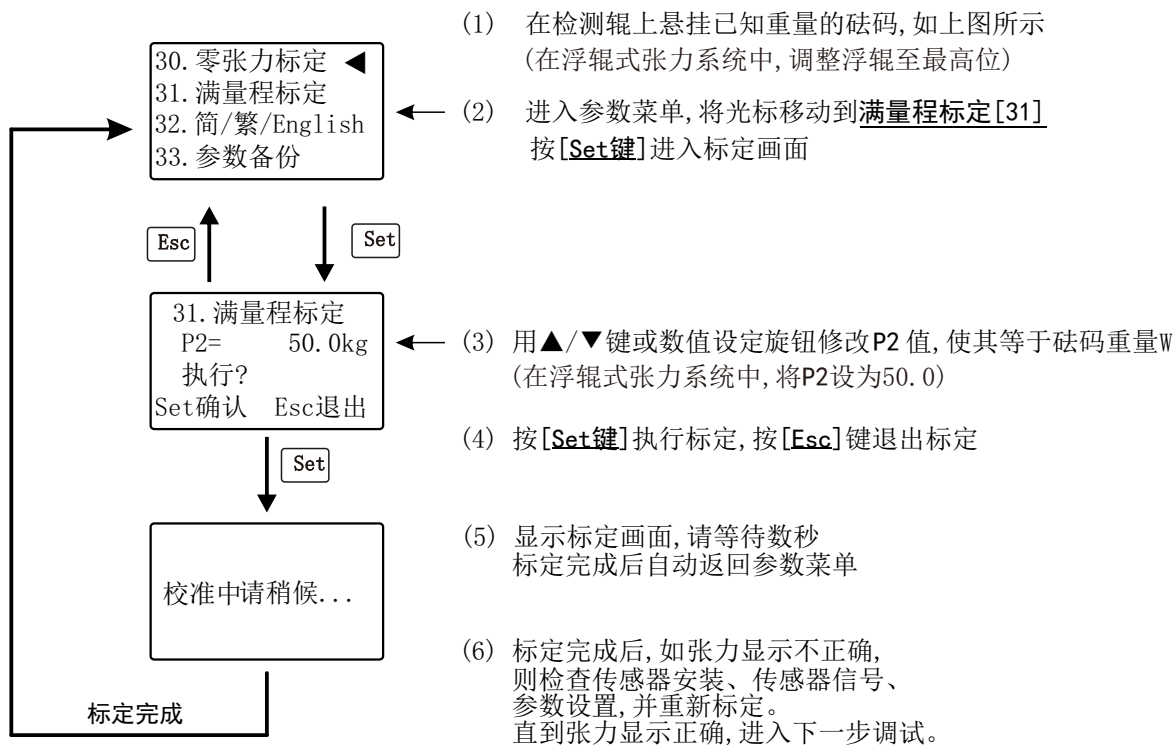 (1) 在检测辊上悬挂已知重量的砝码,如上图所示
(在浮辊式张力系统中,调整浮辊至最高位)
30.零张力标定 ◀
31.满量程标定
32.简/繁/English
33.参数备份
(2) 进入参数菜单,将光标移动到满量程标定[31]
按[Set键]进入标定画面
Esc
Set
31.满量程标定
P2= 50.0kg
执行?
Set确认 Esc退出
(3) 用▲/▼键或数值设定旋钮修改P2 值,使其等于砝码重量W
(在浮辊式张力系统中,将P2设为50.0)
(4) 按[Set键]执行标定,按[Esc]键退出标定
Set
(5) 显示标定画面,请等待数秒
标定完成后自动返回参数菜单
校准中请稍候...
(6) 标定完成后,如张力显示不正确,
则检查传感器安装、传感器信号、
参数设置,并重新标定。
直到张力显示正确,进入下一步调试。
标定完成